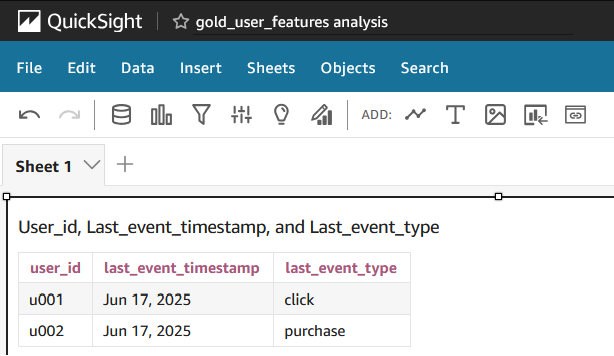 QuickSight gold_user_features analysis
File Edit Data Insert Sheets Objects Search
ADD: T
Sheet 1
User_id, Last_event_timestamp, and Last_event_type
user_id last_event_timestamp last_event_type
u001 Jun 17, 2025 click
u002 Jun 17, 2025 purchase